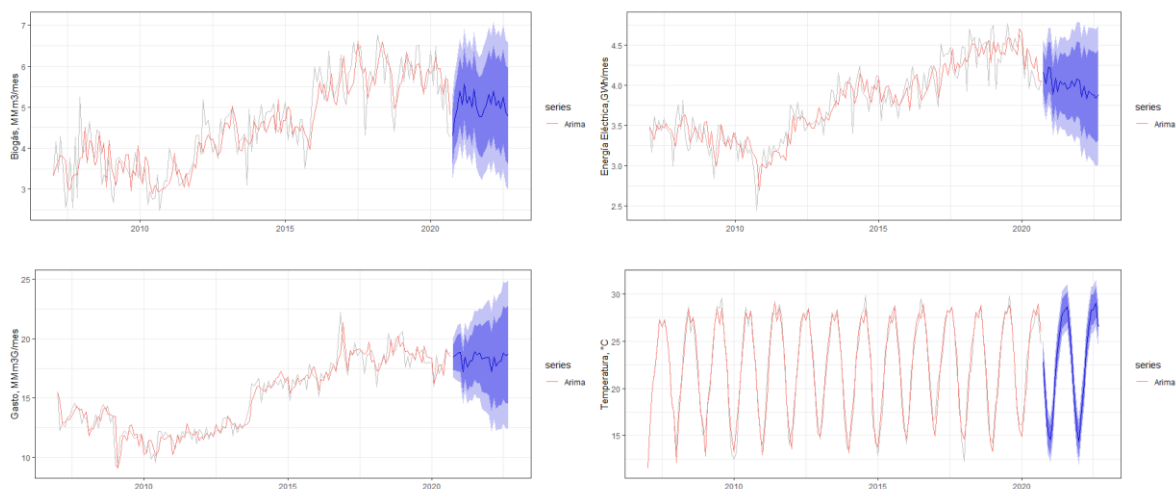 Biogás, MMm3/mes
7
6
5
4
3
2010
2015
2020
series
Arima
Energía Eléctrica,GWh/mes
4.5
4.0
3.5
3.0
2.5
2010
2015
2020
series
Arima
Gasto, MMm3G/mes
25
20
15
10
2010
2015
2020
series
Arima
Temperatura, °C
30
25
20
15
2010
2015
2020
series
Arima